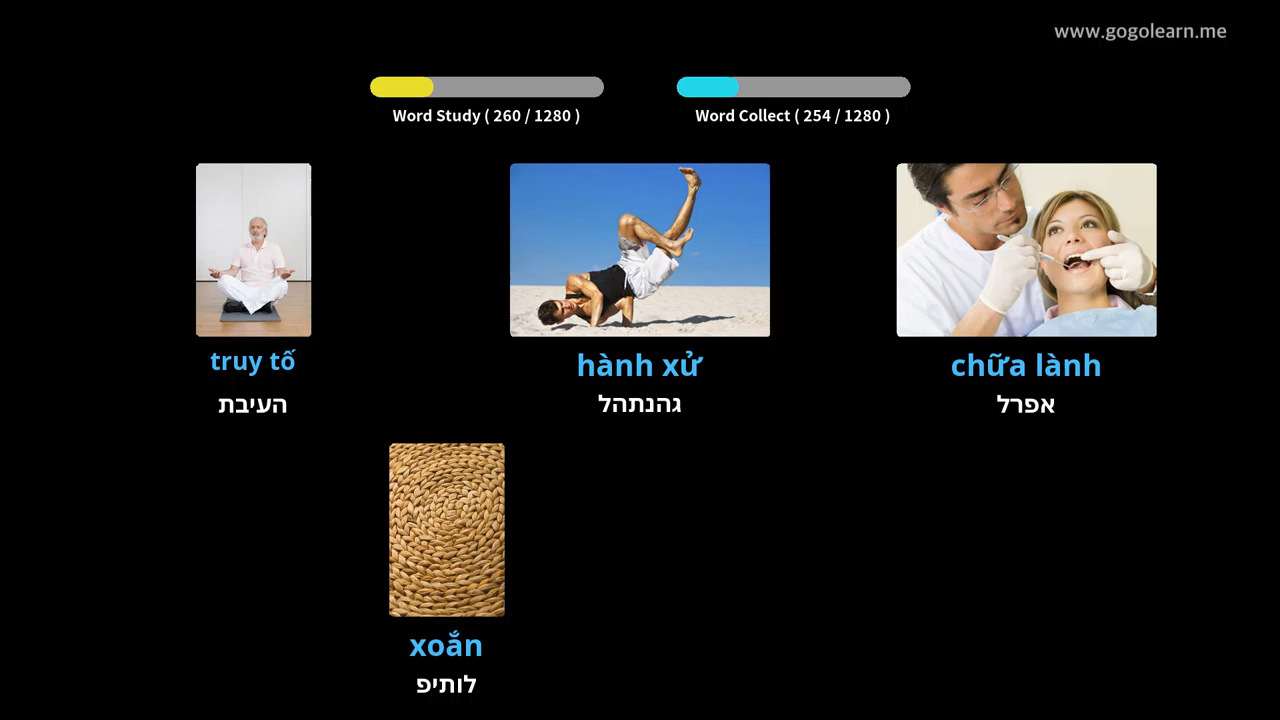 www.gogolearn.me
Word Study ( 260 / 1280 )
Word Collect ( 254 / 1280 )
truy tố
העיבת
hành xử
גהנתהל
chữa lành
אפרל
xoắn
לותיפ